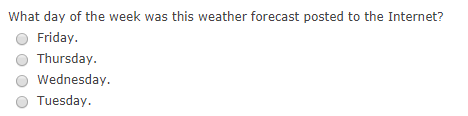 What day of the week was this weather forecast posted to the Internet?
Friday.
Thursday.
Wednesday.
Tuesday.